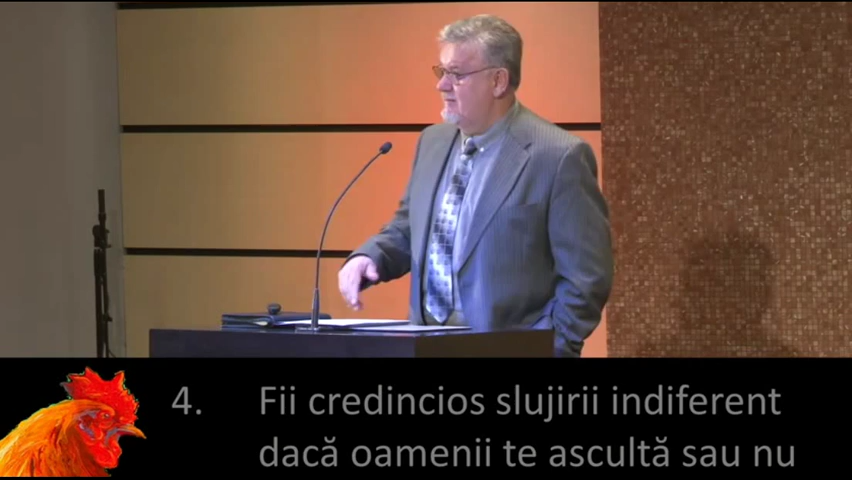 4. Fii credincios slujirii indiferent
dacă oamenii te ascultă sau nu